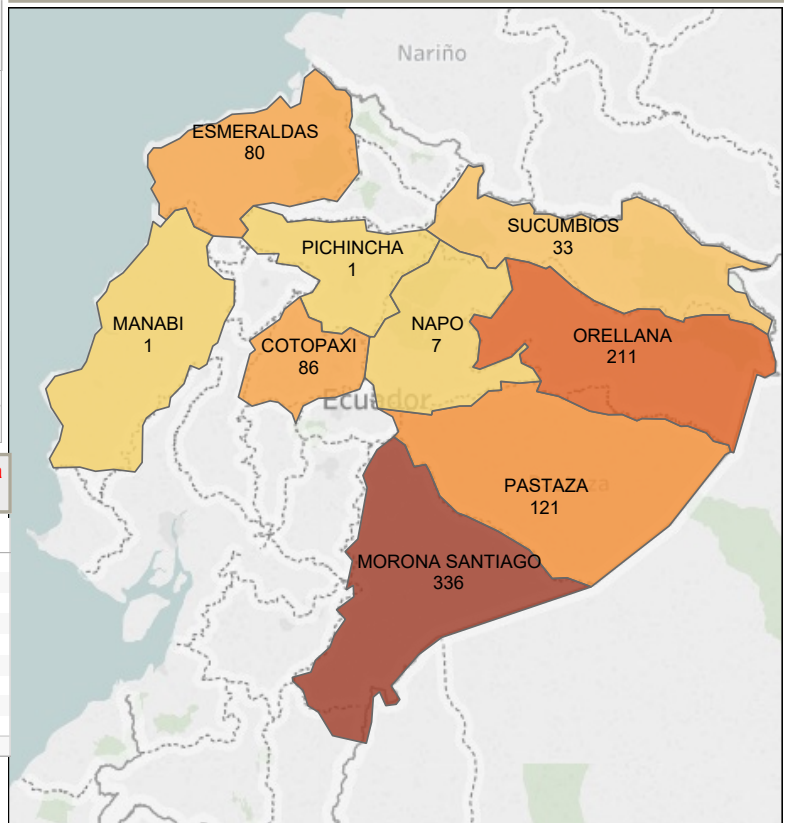 Nariño
ESMERALDAS
80
SUCUMBIOS
33
PICHINCHA
1
MANABI
1
NAPO
7
ORELLANA
211
COTOPAXI
86
Ecuador
PASTAZA
121
MORONA SANTIAGO
336